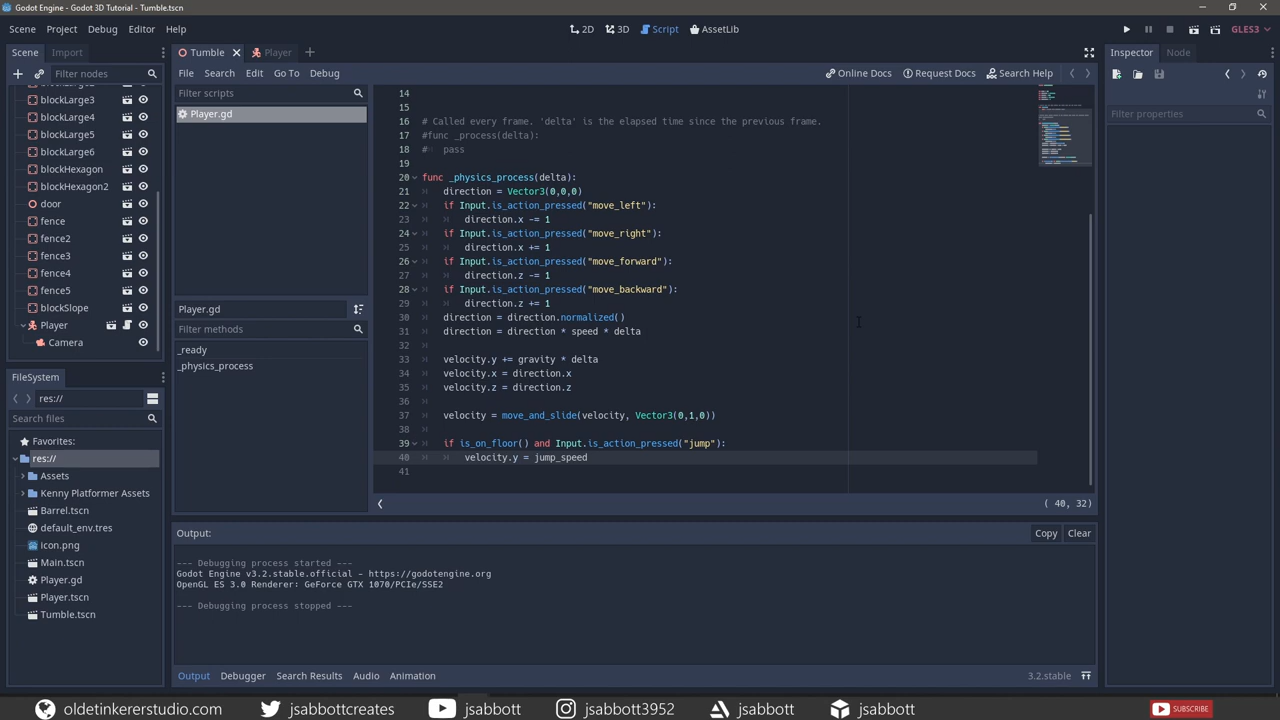 Godot Engine - Godot 3D Tutorial - Tumble.tscn
Scene Project Debug Editor Help
2D 3D Script AssetLib
GLES3
Scene Import
Filter nodes
blockLarge3
blockLarge4
blockLarge5
blockLarge6
blockHexagon
blockHexagon2
door
fence
fence2
fence3
fence4
fence5
blockSlope
Player
Camera
FileSystem
res://
Search files
Favorites:
res://
Assets
Kenny Platformer Assets
Barrel.tscn
default_env.tres
icon.png
Main.tscn
Player.gd
Player.tscn
Tumble.tscn
Tumble Player
File Search Edit Go To Debug
Online Docs Request Docs Search Help
Filter scripts
Player.gd
Player.gd
Filter methods
_ready
_physics_process
14
15
16 # Called every frame. 'delta' is the elapsed time since the previous frame.
17 #func _process(delta):
18 # pass
19
20 func _physics_process(delta):
21 direction = Vector3(0,0,0)
22 if Input.is_action_pressed("move_left"):
23 direction.x -= 1
24 if Input.is_action_pressed("move_right"):
25 direction.x += 1
26 if Input.is_action_pressed("move_forward"):
27 direction.z -= 1
28 if Input.is_action_pressed("move_backward"):
29 direction.z += 1
30 direction = direction.normalized()
31 direction = direction * speed * delta
32
33 velocity.y += gravity * delta
34 velocity.x = direction.x
35 velocity.z = direction.z
36
37 velocity = move_and_slide(velocity, Vector3(0,1,0))
38
39 if is_on_floor() and Input.is_action_pressed("jump"):
40 velocity.y = jump_speed
41
( 40, 32)
Output:
Copy Clear
--- Debugging process started ---
Godot Engine v3.2.stable.official - https://godotengine.org
OpenGL ES 3.0 Renderer: GeForce GTX 1070/PCIe/SSE2
--- Debugging process stopped ---
Output Debugger Search Results Audio Animation
3.2.stable
Inspector Node
Filter properties
oldetinkererstudio.com jsabbottcreates jsabbott jsabbott3952 jsabbott jsabbott
SUBSCRIBE